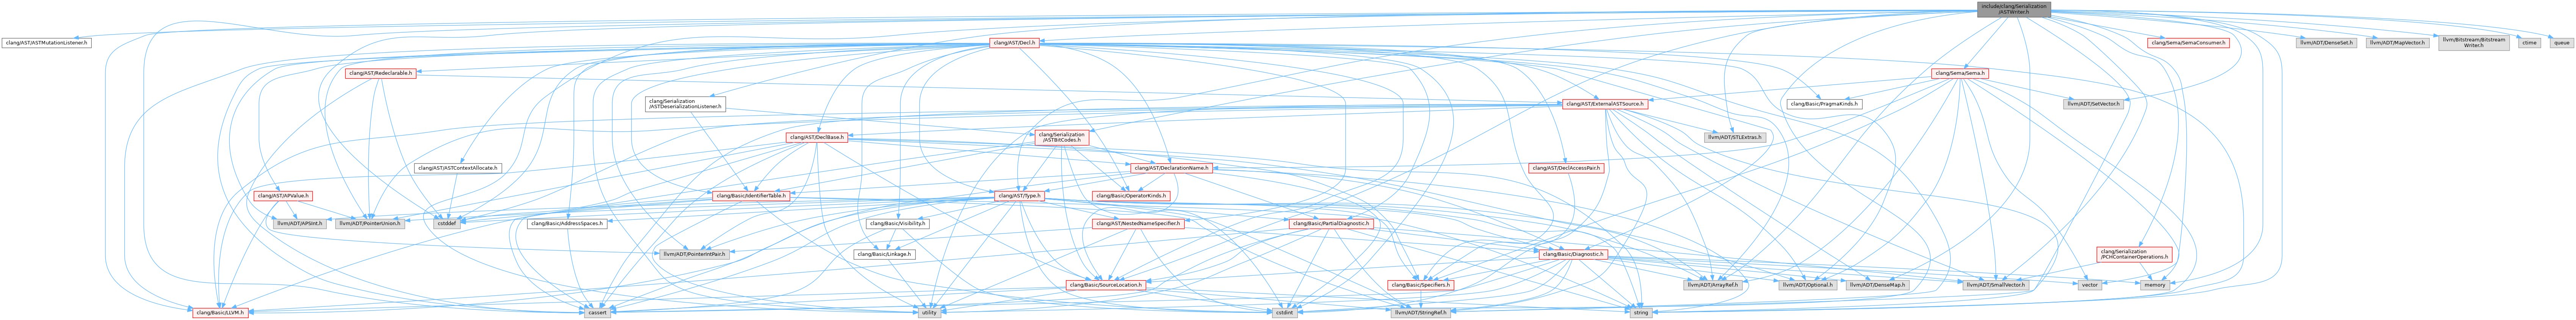 include/clang/Serialization
/ASTWriter.h
clang/AST/ASTMutationListener.h
clang/AST/Decl.h
clang/Sema/SemaConsumer.h
llvm/ADT/DenseSet.h
llvm/ADT/MapVector.h
llvm/Bitstream/Bitstream
Writer.h
ctime
queue
clang/AST/Redeclarable.h
clang/Sema/Sema.h
clang/Serialization
/ASTDeserializationListener.h
clang/AST/ExternalASTSource.h
clang/Basic/PragmaKinds.h
llvm/ADT/SetVector.h
clang/AST/DeclBase.h
clang/Serialization
/ASTBitCodes.h
llvm/ADT/STLExtras.h
clang/AST/ASTContextAllocate.h
clang/AST/DeclarationName.h
clang/AST/DeclAccessPair.h
clang/AST/APValue.h
clang/Basic/IdentifierTable.h
clang/AST/Type.h
clang/Basic/OperatorKinds.h
llvm/ADT/APSInt.h
llvm/ADT/PointerUnion.h
cstddef
clang/Basic/AddressSpaces.h
clang/Basic/Visibility.h
clang/AST/NestedNameSpecifier.h
clang/Basic/PartialDiagnostic.h
llvm/ADT/PointerIntPair.h
clang/Basic/Linkage.h
clang/Basic/Diagnostic.h
clang/Serialization
/PCHContainerOperations.h
clang/Basic/SourceLocation.h
clang/Basic/Specifiers.h
llvm/ADT/ArrayRef.h
llvm/ADT/Optional.h
llvm/ADT/DenseMap.h
llvm/ADT/SmallVector.h
vector
memory
clang/Basic/LLVM.h
cassert
utility
cstdint
llvm/ADT/StringRef.h
string